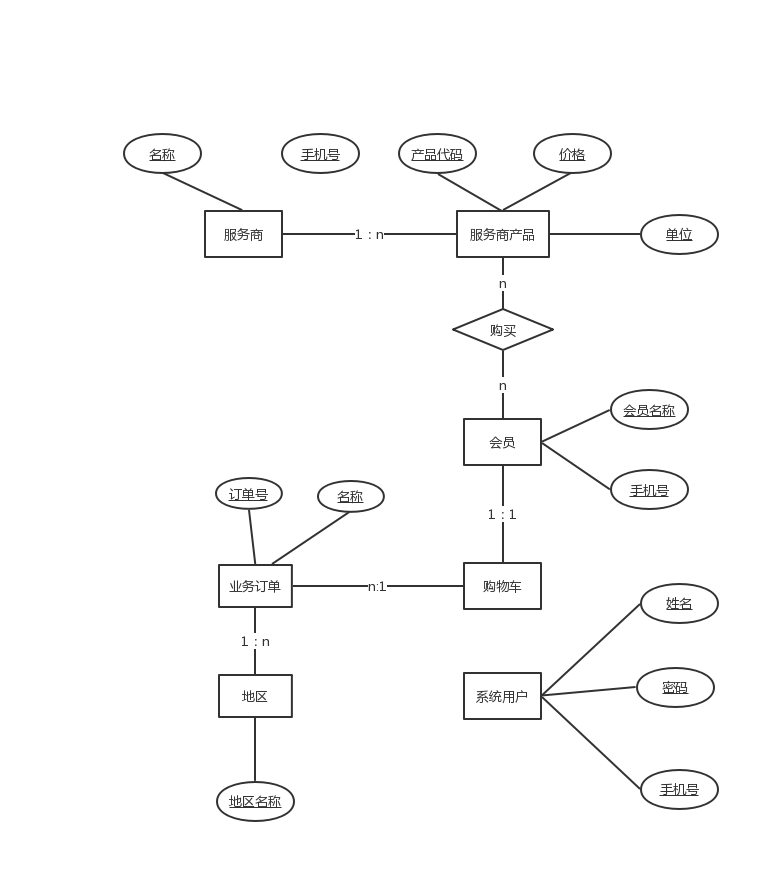 名称
手机号
产品代码
价格
服务商
1 : n
服务商产品
单位
n
购买
n
会员名称
会员
手机号
订单号
名称
1 : 1
业务订单
n:1
购物车
姓名
1 : n
地区
系统用户
密码
地区名称
手机号